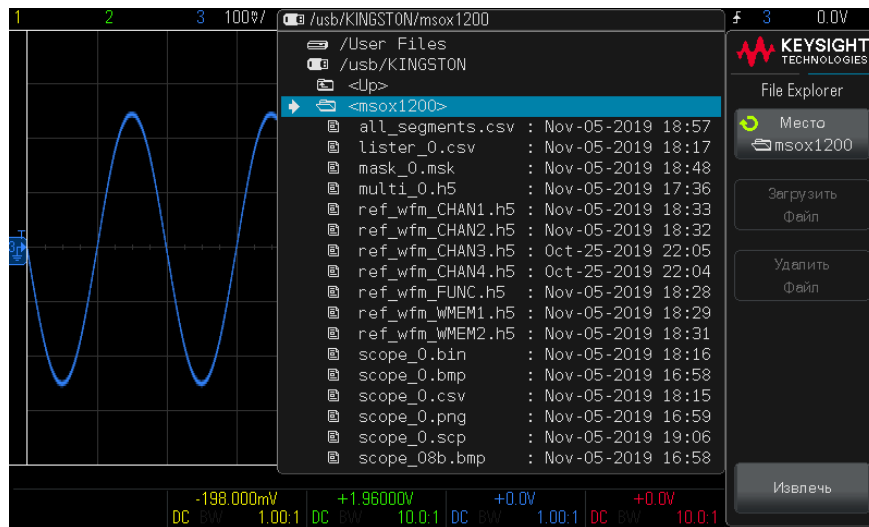 1 2 3 100▿/ /usb/KINGSTON/msox1200 3 0.0V
KEYSIGHT
TECHNOLOGIES
File Explorer
Место
msox1200
Загрузить
Файл
Удалить
Файл
Извлечь
/User Files
/usb/KINGSTON
<Up>
<msox1200>
all_segments.csv : Nov-05-2019 18:57
lister_0.csv : Nov-05-2019 18:17
mask_0.msk : Nov-05-2019 18:48
multi_0.h5 : Nov-05-2019 17:36
ref_wfm_CHAN1.h5 : Nov-05-2019 18:33
ref_wfm_CHAN2.h5 : Nov-05-2019 18:32
ref_wfm_CHAN3.h5 : Oct-25-2019 22:05
ref_wfm_CHAN4.h5 : Oct-25-2019 22:04
ref_wfm_FUNC.h5 : Nov-05-2019 18:28
ref_wfm_WMEM1.h5 : Nov-05-2019 18:29
ref_wfm_WMEM2.h5 : Nov-05-2019 18:31
scope_0.bin : Nov-05-2019 18:16
scope_0.bmp : Nov-05-2019 16:58
scope_0.csv : Nov-05-2019 18:15
scope_0.png : Nov-05-2019 16:59
scope_0.scp : Nov-05-2019 19:06
scope_08b.bmp : Nov-05-2019 16:58
T
3
-198.000mV +1.96000V +0.0V +0.0V
DC BW 1.00:1 DC BW 10.0:1 DC BW 1.00:1 DC BW 10.0:1